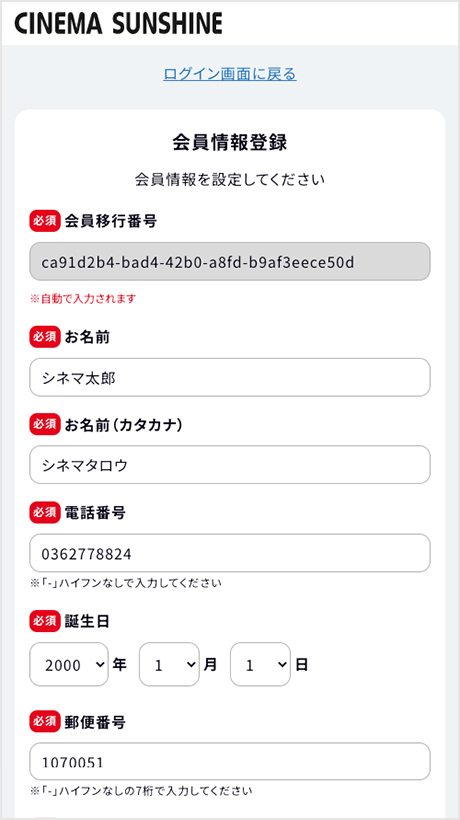 CINEMA SUNSHINE
ログイン画面に戻る
会員情報登録
会員情報を設定してください
必須 会員移行番号
ca91d2b4-bad4-42b0-a8fd-b9af3eece50d
※自動で入力されます
必須 お名前
シネマ太郎
必須 お名前(カタカナ)
シネマタロウ
必須 電話番号
0362778824
※「-」ハイフンなしで入力してください
必須 誕生日
2000 年 1 月 1 日
必須 郵便番号
1070051
※「-」ハイフンなしの7桁で入力してください